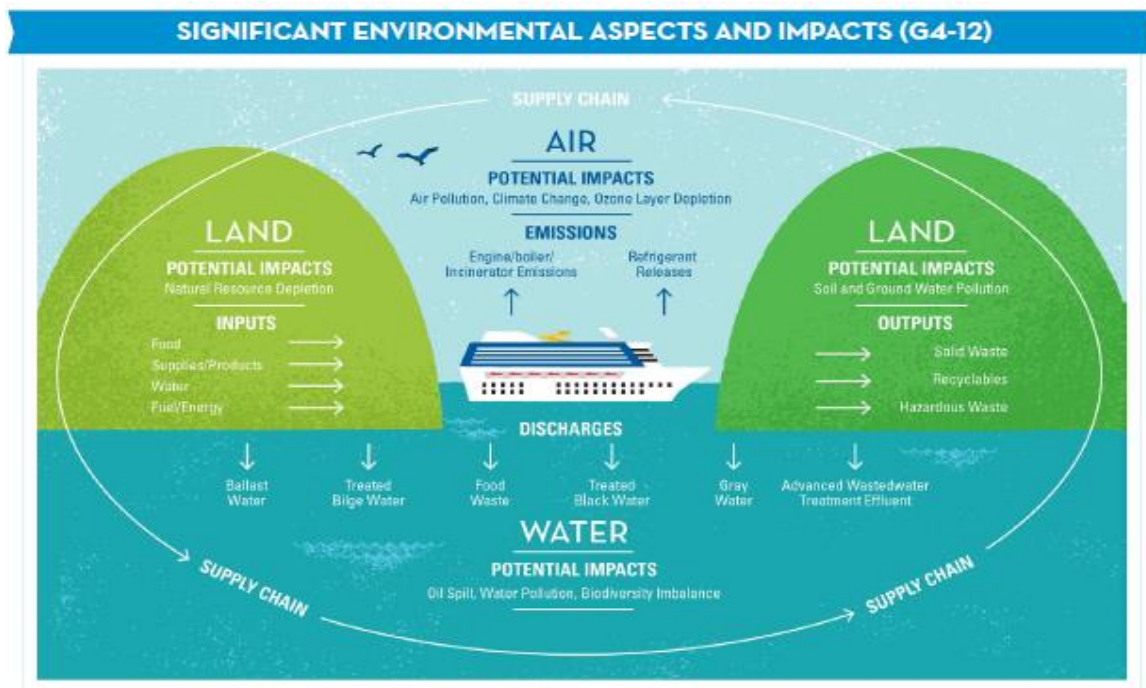 SIGNIFICANT ENVIRONMENTAL ASPECTS AND IMPACTS (G4-12)
SUPPLY CHAIN
AIR
POTENTIAL IMPACTS
Air Pollution, Climate Change, Ozone Layer Depletion
EMISSIONS
Engine/boiler/
Incinerator Emissions
Refrigerant
Releases
LAND
POTENTIAL IMPACTS
Natural Resource Depletion
INPUTS
Food
Supplies/Products
Water
Fuel/Energy
LAND
POTENTIAL IMPACTS
Soil and Ground Water Pollution
OUTPUTS
Solid Waste
Recyclables
Hazardous Waste
DISCHARGES
Ballast
Water
Treated
Bilge Water
Food
Waste
Treated
Black Water
Gray
Water
Advanced Wastedwater
Treatment Effluent
WATER
POTENTIAL IMPACTS
Oil Spill, Water Pollution, Biodiversity Imbalance
SUPPLY CHAIN
SUPPLY CHAIN